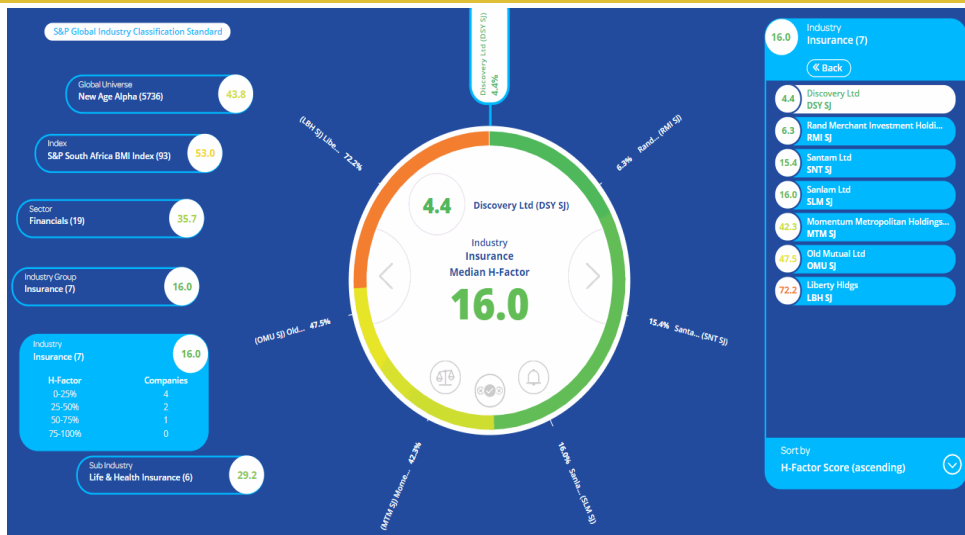 S&P Global Industry Classification Standard
Global Universe
New Age Alpha (5736)
43.8
Index
S&P South Africa BMI Index (93)
53.0
Sector
Financials (19)
35.7
Industry Group
Insurance (7)
16.0
Industry
Insurance (7)
16.0
H-Factor Companies
0-25% 4
25-50% 2
50-75% 1
75-100% 0
Sub Industry
Life & Health Insurance (6)
29.2
Discovery Ltd (DSY SJ)
4.4%
6.3% Rand... (RMI SJ)
15.4% Santa... (SNT SJ)
16.0% Sanla... (SLM SJ)
(MTM SJ) Mome... 42.3%
(OMU SJ) Old... 47.5%
(LBH SJ) Libe... 72.2%
4.4 Discovery Ltd (DSY SJ)
Industry
Insurance
Median H-Factor
16.0
16.0
Industry
Insurance (7)
Back
4.4
Discovery Ltd
DSY SJ
6.3
Rand Merchant Investment Holdi...
RMI SJ
15.4
Santam Ltd
SNT SJ
16.0
Sanlam Ltd
SLM SJ
42.3
Momentum Metropolitan Holdings...
MTM SJ
47.5
Old Mutual Ltd
OMU SJ
72.2
Liberty Hldgs
LBH SJ
Sort by
H-Factor Score (ascending)